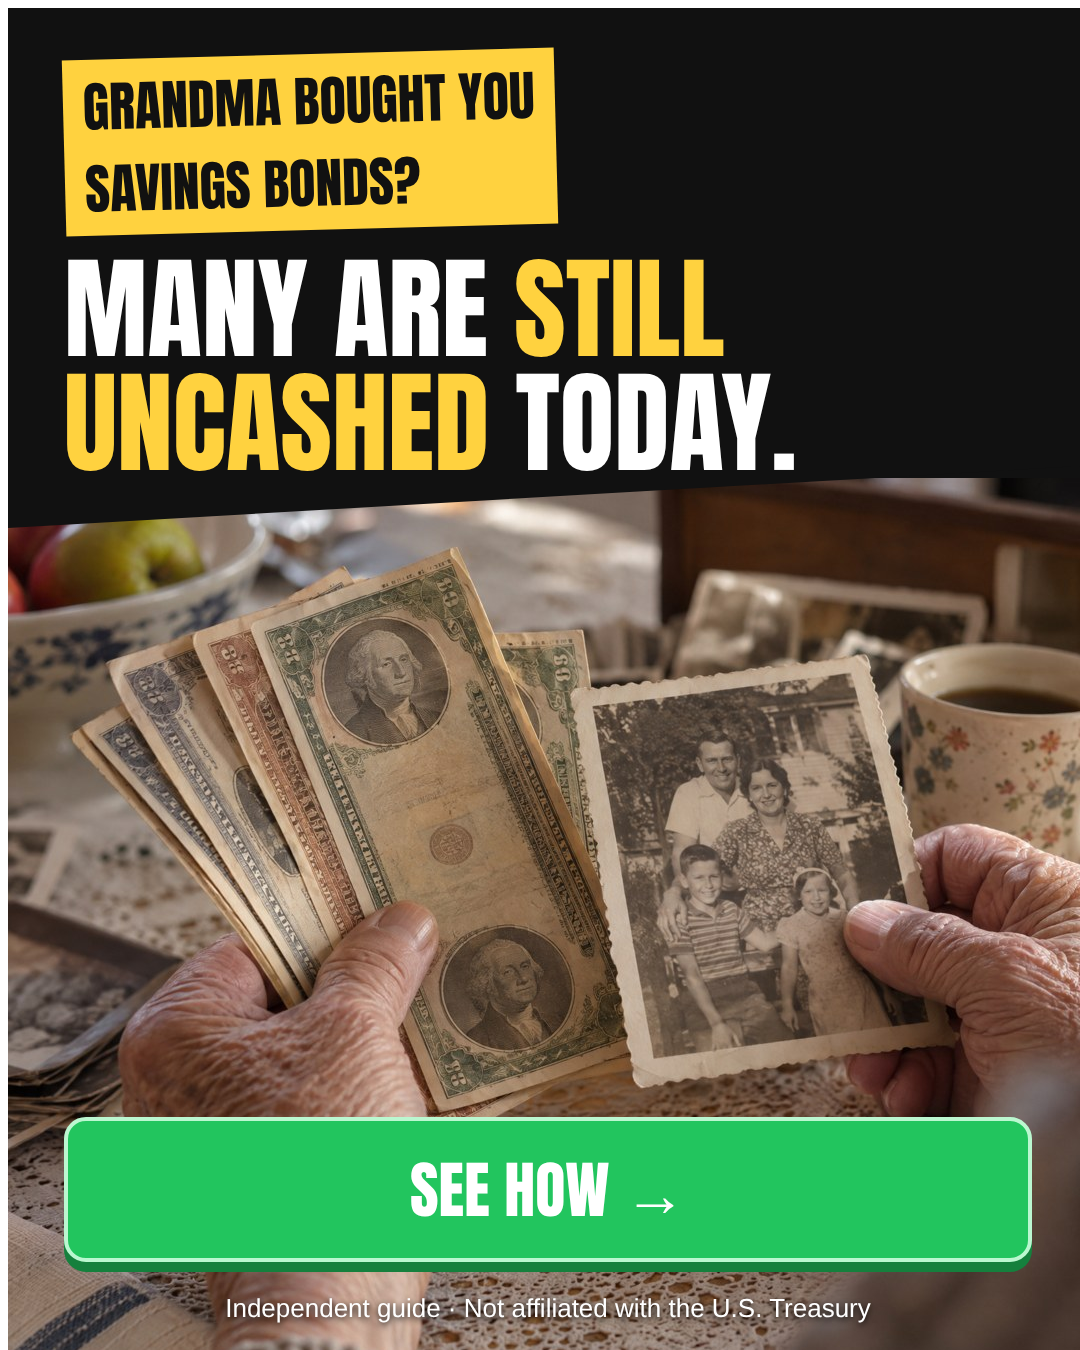 GRANDMA BOUGHT YOU
SAVINGS BONDS?
MANY ARE STILL
UNCASHED TODAY.
SEE HOW →
Independent guide · Not affiliated with the U.S. Treasury